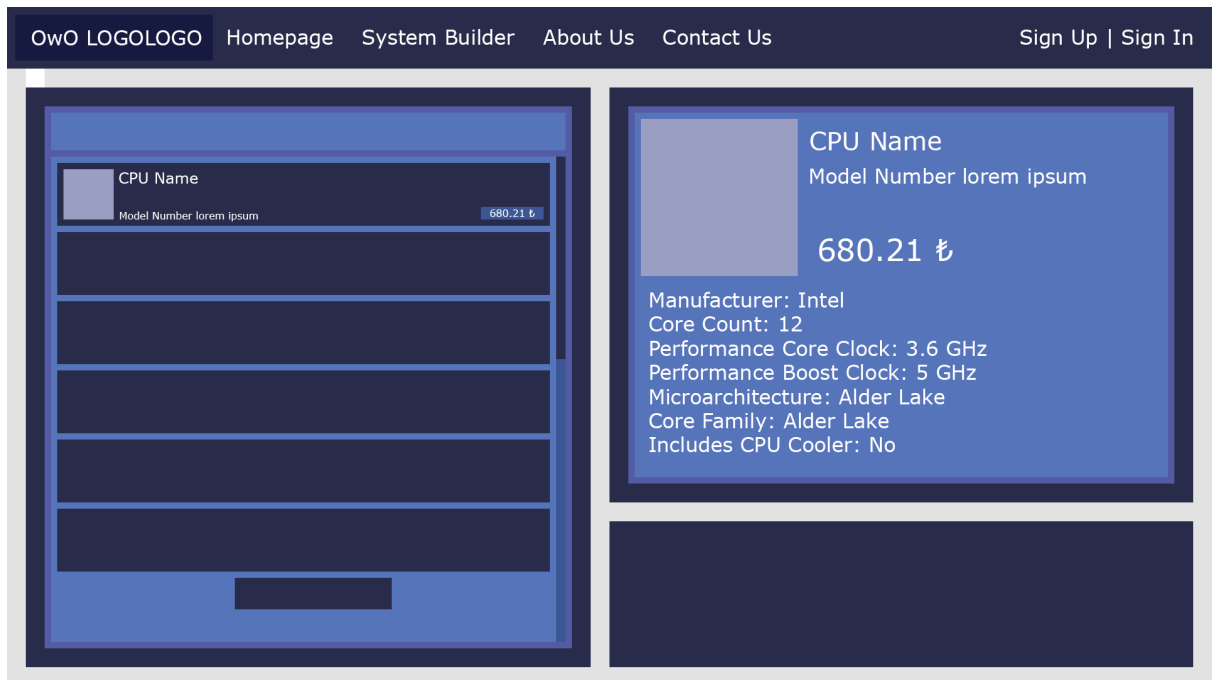 OwO LOGOLOGO Homepage System Builder About Us Contact Us Sign Up | Sign In
CPU Name
Model Number lorem ipsum 680.21 ₺
CPU Name
Model Number lorem ipsum
680.21 ₺
Manufacturer: Intel
Core Count: 12
Performance Core Clock: 3.6 GHz
Performance Boost Clock: 5 GHz
Microarchitecture: Alder Lake
Core Family: Alder Lake
Includes CPU Cooler: No